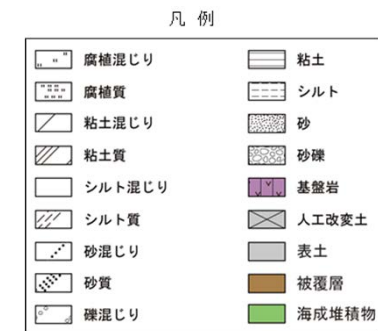 凡 例
腐植混じり
腐植質
粘土混じり
粘土質
シルト混じり
シルト質
砂混じり
砂質
礫混じり
粘土
シルト
砂
砂礫
基盤岩
人工改変土
表土
被覆層
海成堆積物